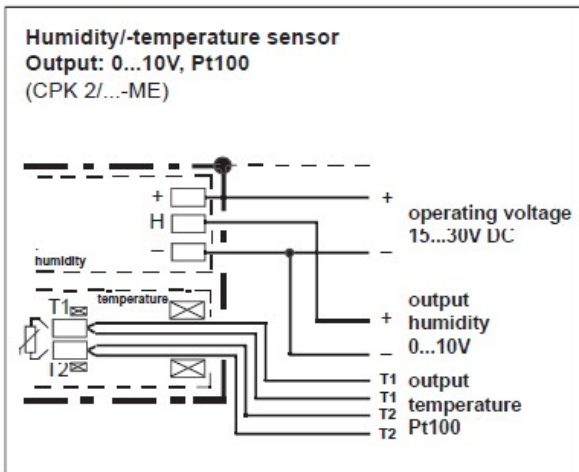 Humidity/-temperature sensor
Output: 0...10V, Pt100
(CPK 2/...-ME)
+
+
H
operating voltage
15...30V DC
–
–
humidity
T1
temperature
output
+
humidity
0...10V
–
T1 output
T1
temperature
T2
T2
Pt100
T2